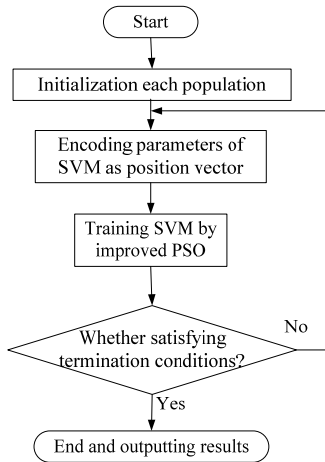 Start
Initialization each population
Encoding parameters of
SVM as position vector
Training SVM by
improved PSO
Whether satisfying
termination conditions?
No
Yes
End and outputting results